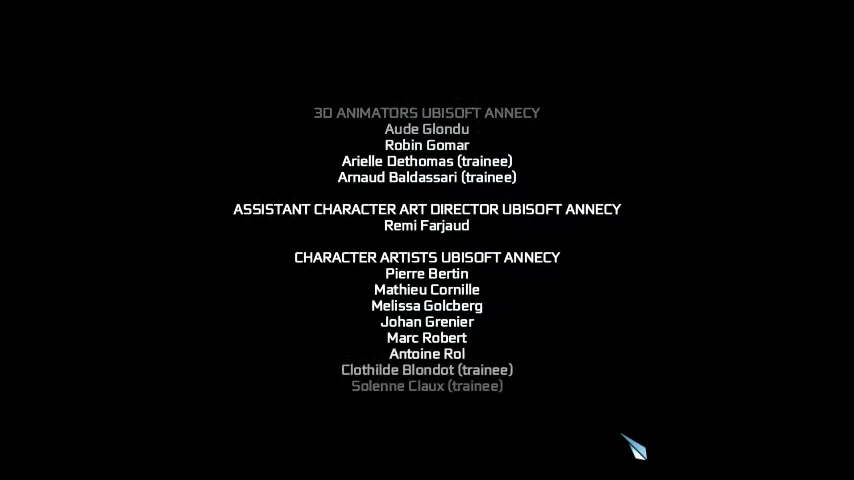 3D ANIMATORS UBISOFT ANNECY
Aude Glondu
Robin Gomar
Arielle Dethomas (trainee)
Arnaud Baldassari (trainee)
ASSISTANT CHARACTER ART DIRECTOR UBISOFT ANNECY
Remi Farjaud
CHARACTER ARTISTS UBISOFT ANNECY
Pierre Bertin
Mathieu Cornille
Melissa Golcberg
Johan Grenier
Marc Robert
Antoine Rol
Clothilde Blondot (trainee)
Solenne Claux (trainee)